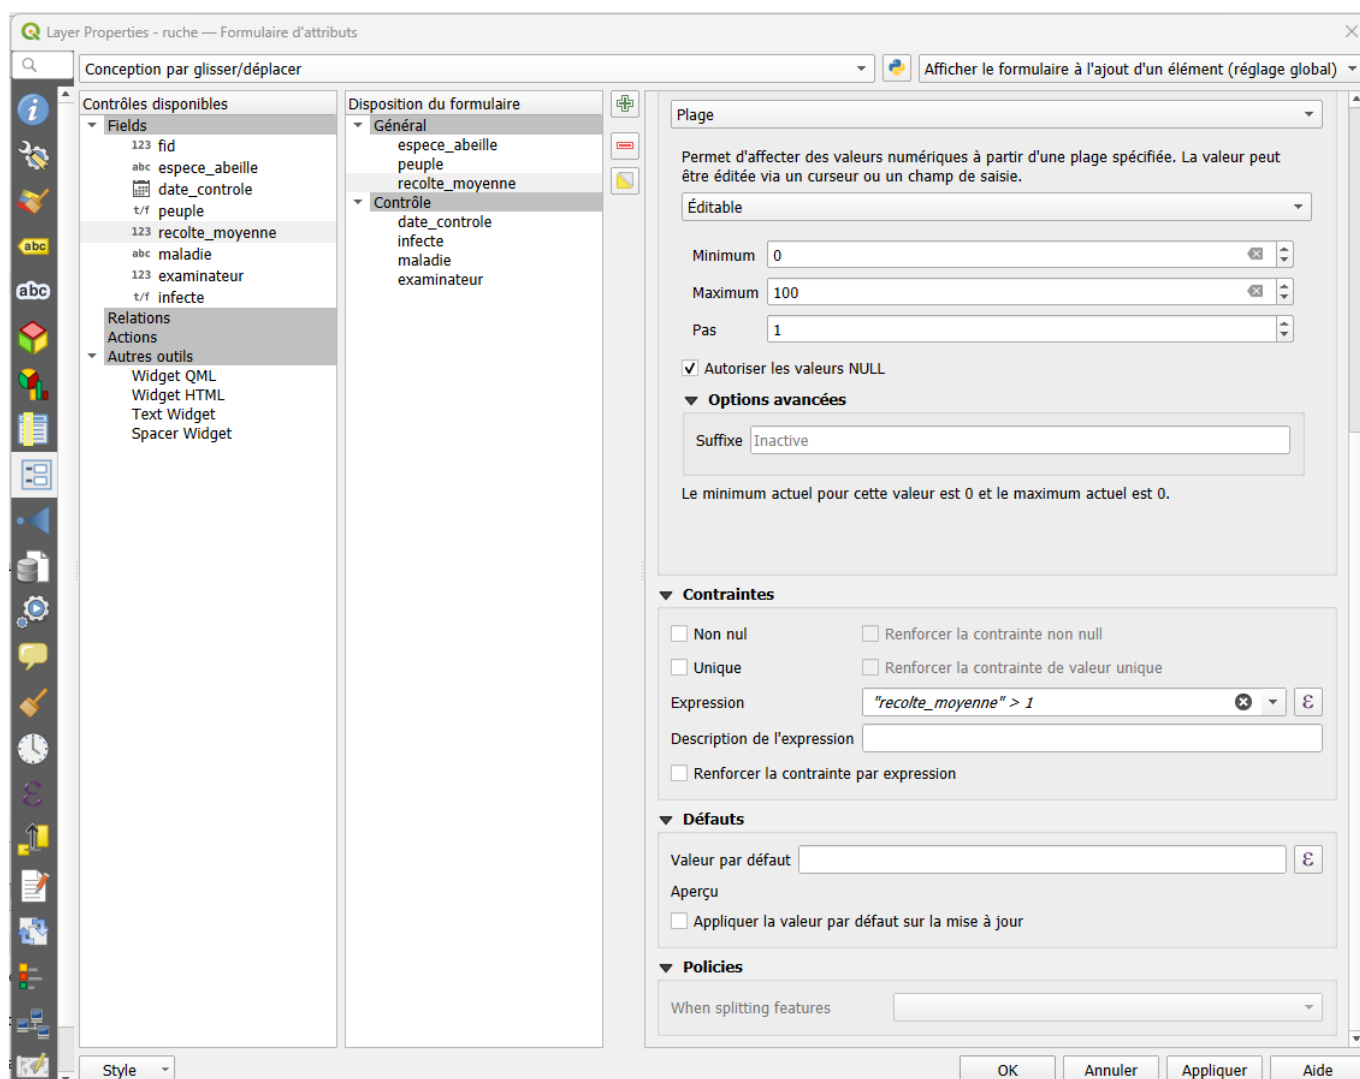 Layer Properties - ruche — Formulaire d'attributs
Conception par glisser/déplacer
Afficher le formulaire à l'ajout d'un élément (réglage global)
Contrôles disponibles
Fields
123 fid
abc espece_abeille
date_controle
t/f peuple
123 recolte_moyenne
abc maladie
123 examinateur
t/f infecte
Relations
Actions
Autres outils
Widget QML
Widget HTML
Text Widget
Spacer Widget
Disposition du formulaire
Général
espece_abeille
peuple
recolte_moyenne
Contrôle
date_controle
infecte
maladie
examinateur
Plage
Permet d'affecter des valeurs numériques à partir d'une plage spécifiée. La valeur peut
être éditée via un curseur ou un champ de saisie.
Éditable
Minimum 0
Maximum 100
Pas 1
Autoriser les valeurs NULL
Options avancées
Suffixe Inactive
Le minimum actuel pour cette valeur est 0 et le maximum actuel est 0.
Contraintes
Non nul Renforcer la contrainte non null
Unique Renforcer la contrainte de valeur unique
Expression "recolte_moyenne" > 1 ε
Description de l'expression
Renforcer la contrainte par expression
Défauts
Valeur par défaut ε
Aperçu
Appliquer la valeur par défaut sur la mise à jour
Policies
When splitting features
abc
abc
ε
Style
OK Annuler Appliquer Aide